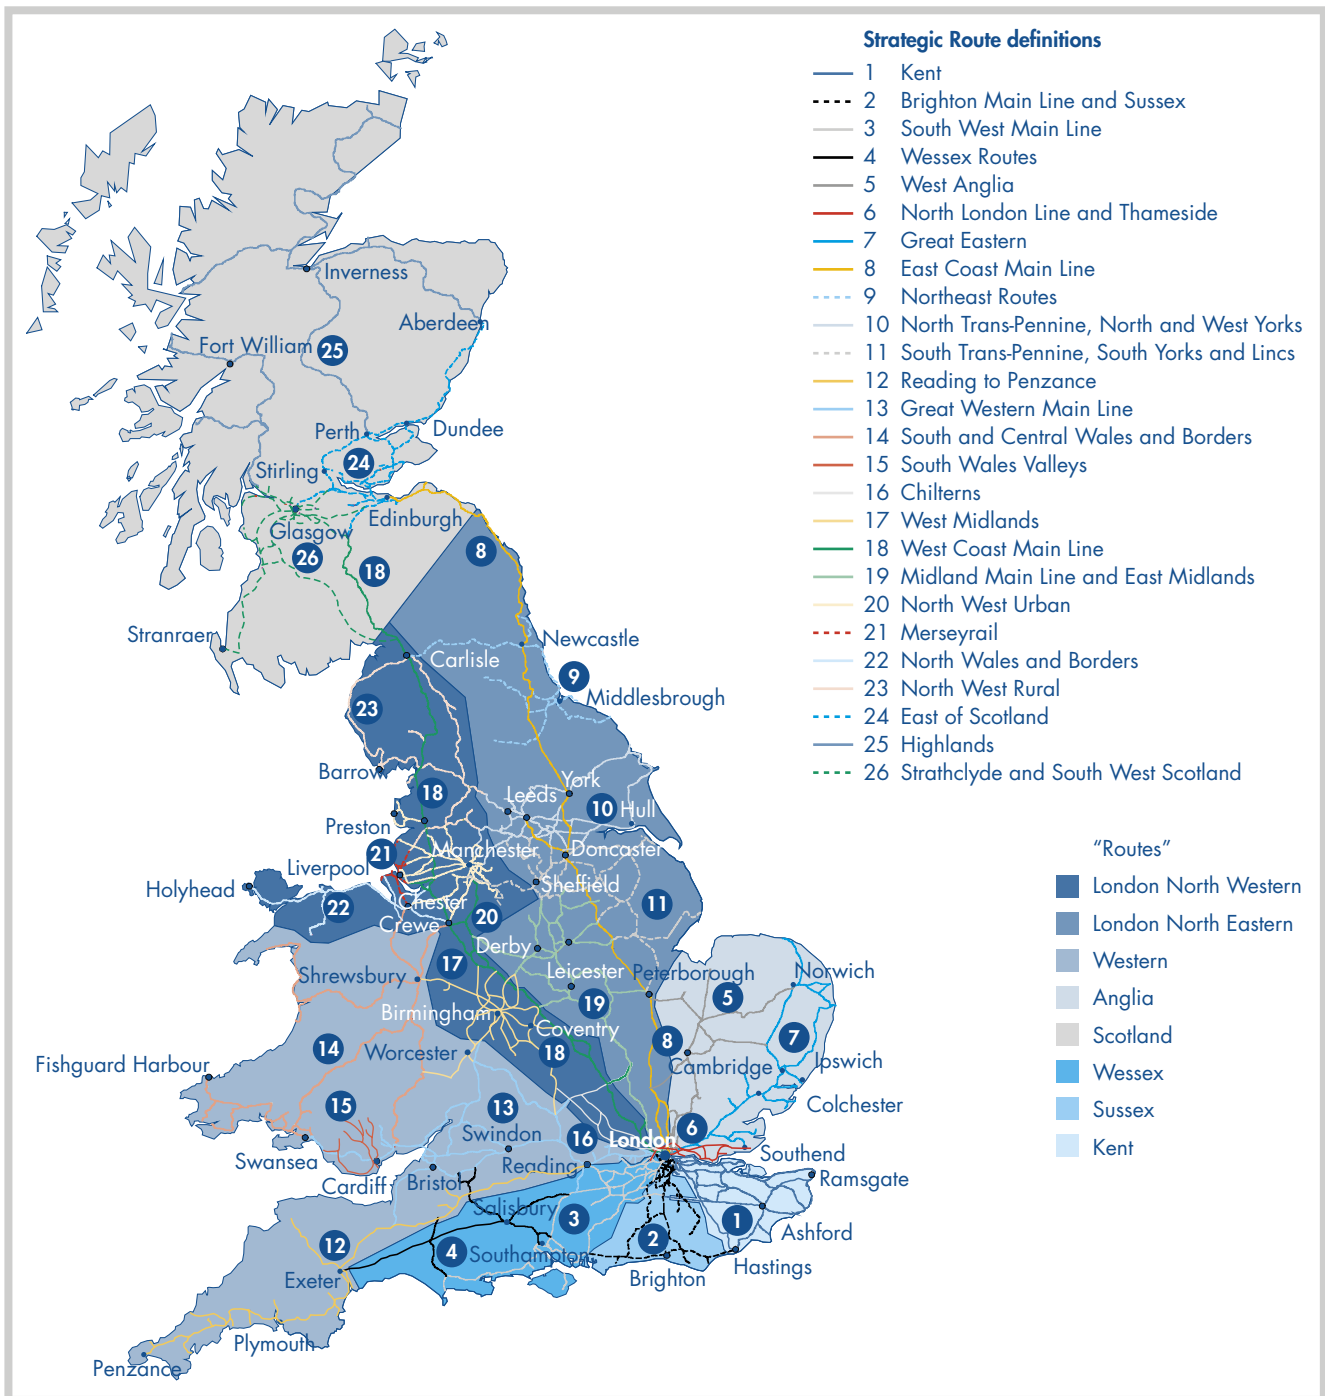 Strategic Route definitions
1 Kent
2 Brighton Main Line and Sussex
3 South West Main Line
4 Wessex Routes
5 West Anglia
6 North London Line and Thameside
7 Great Eastern
8 East Coast Main Line
9 Northeast Routes
10 North Trans-Pennine, North and West Yorks
11 South Trans-Pennine, South Yorks and Lincs
12 Reading to Penzance
13 Great Western Main Line
14 South and Central Wales and Borders
15 South Wales Valleys
16 Chilterns
17 West Midlands
18 West Coast Main Line
19 Midland Main Line and East Midlands
20 North West Urban
21 Merseyrail
22 North Wales and Borders
23 North West Rural
24 East of Scotland
25 Highlands
26 Strathclyde and South West Scotland
“Routes”
London North Western
London North Eastern
Western
Anglia
Scotland
Wessex
Sussex
Kent
Inverness
Aberdeen
Fort William
25
Perth
Dundee
24
Stirling
Edinburgh
Glasgow
26
18
8
Stranraer
Newcastle
Carlisle
9
Middlesbrough
23
Barrow
18
York
Leeds
10
Hull
Preston
21
Manchester
Doncaster
Liverpool
Holyhead
Sheffield
22
Chester
11
Crewe
20
Derby
17
Shrewsbury
Leicester
Peterborough
Norwich
5
19
Birmingham
Coventry
7
14
Worcester
18
8
Cambridge
Ipswich
Fishguard Harbour
15
13
Colchester
Swindon
16
London
6
Swansea
Reading
Southend
Cardiff
Bristol
Ramsgate
Salisbury
3
1
Ashford
12
4
Southampton
2
Exeter
Brighton
Hastings
Plymouth
Penzance